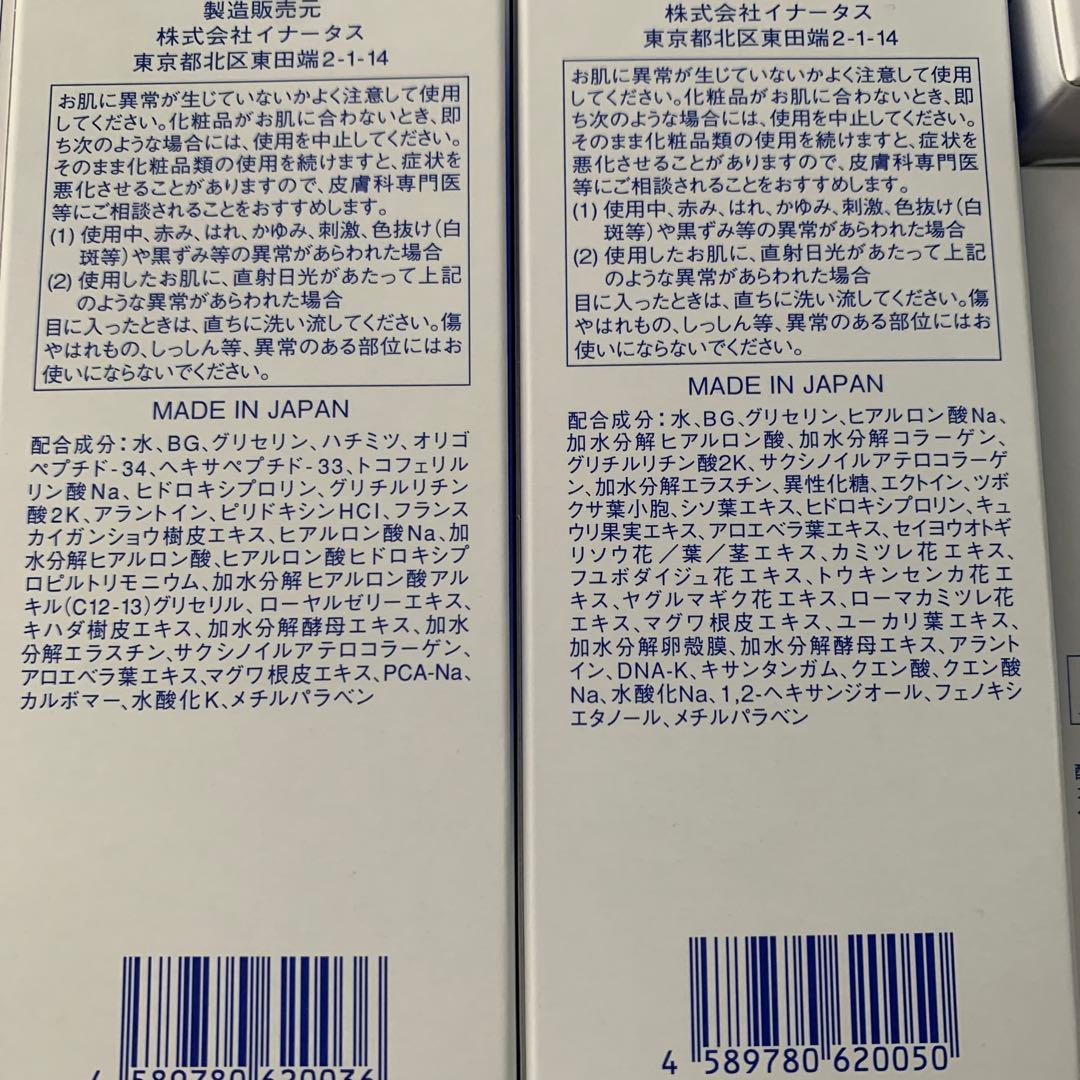 製造販売元
株式会社イナータス
東京都北区東田端2-1-14
お肌に異常が生じていないかよく注意して使用
してください。化粧品がお肌に合わないとき、即
ち次のような場合には、使用を中止してください。
そのまま化粧品類の使用を続けますと、症状を
悪化させることがありますので、皮膚科専門医
等にご相談されることをおすすめします。
(1) 使用中、赤み、はれ、かゆみ、刺激、色抜け(白
斑等)や黒ずみ等の異常があらわれた場合
(2) 使用したお肌に、直射日光があたって上記
のような異常があらわれた場合
目に入ったときは、直ちに洗い流してください。傷
やはれもの、しっしん等、異常のある部位にはお
使いにならないでください。
MADE IN JAPAN
配合成分:水、BG、グリセリン、ハチミツ、オリゴ
ペプチド-34、ヘキサペプチド-33、トコフェリル
リン酸Na、ヒドロキシプロリン、グリチルリチン
酸2K、アラントイン、ピリドキシンHCI、フランス
カイガンショウ樹皮エキス、ヒアルロン酸Na、加
水分解ヒアルロン酸、ヒアルロン酸ヒドロキシプ
ロピルトリモニウム、加水分解ヒアルロン酸アル
キル(C12-13)グリセリル、ローヤルゼリーエキス、
キハダ樹皮エキス、加水分解酵母エキス、加水
分解エラスチン、サクシノイルアテロコラーゲン、
アロエベラ葉エキス、マグワ根皮エキス、PCA-Na、
カルボマー、水酸化K、メチルパラベン
4 589780 620036
株式会社イナータス
東京都北区東田端2-1-14
お肌に異常が生じていないかよく注意して使用
してください。化粧品がお肌に合わないとき、即
ち次のような場合には、使用を中止してください。
そのまま化粧品類の使用を続けますと、症状を
悪化させることがありますので、皮膚科専門医
等にご相談されることをおすすめします。
(1) 使用中、赤み、はれ、かゆみ、刺激、色抜け(白
斑等)や黒ずみ等の異常があらわれた場合
(2) 使用したお肌に、直射日光があたって上記
のような異常があらわれた場合
目に入ったときは、直ちに洗い流してください。傷
やはれもの、しっしん等、異常のある部位にはお
使いにならないでください。
MADE IN JAPAN
配合成分:水、BG、グリセリン、ヒアルロン酸Na、
加水分解ヒアルロン酸、加水分解コラーゲン、
グリチルリチン酸2K、サクシノイルアテロコラーゲ
ン、加水分解エラスチン、異性化糖、エクトイン、ツボ
クサ葉小胞、シソ葉エキス、ヒドロキシプロリン、キュ
ウリ果実エキス、アロエベラ葉エキス、セイヨウオトギ
リソウ花/葉/茎エキス、カミツレ花エキス、
フユボダイジュ花エキス、トウキンセンカ花エ
キス、ヤグルマギク花エキス、ローマカミツレ花
エキス、マグワ根皮エキス、ユーカリ葉エキス、
加水分解卵殻膜、加水分解酵母エキス、アラント
イン、DNA-K、キサンタンガム、クエン酸、クエン酸
Na、水酸化Na、1,2-ヘキサンジオール、フェノキシ
エタノール、メチルパラベン
4 589780 620050